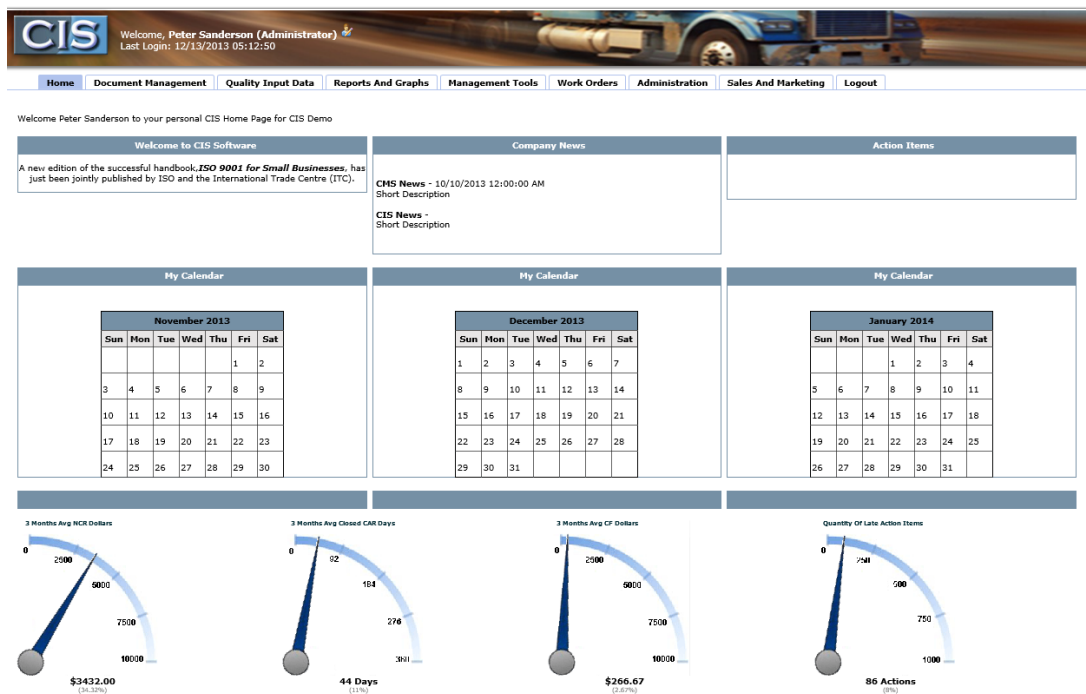 CIS
Welcome, Peter Sanderson (Administrator)
Last Login: 12/13/2013 05:12:50
Home Document Management Quality Input Data Reports And Graphs Management Tools Work Orders Administration Sales And Marketing Logout
Welcome Peter Sanderson to your personal CIS Home Page for CIS Demo
Welcome to CIS Software
A new edition of the successful handbook,ISO 9001 for Small Businesses, has
just been jointly published by ISO and the International Trade Centre (ITC).
Company News
CMS News - 10/10/2013 12:00:00 AM
Short Description
CIS News -
Short Description
Action Items
My Calendar
November 2013
Sun Mon Tue Wed Thu Fri Sat
1 2
3 4 5 6 7 8 9
10 11 12 13 14 15 16
17 18 19 20 21 22 23
24 25 26 27 28 29 30
My Calendar
December 2013
Sun Mon Tue Wed Thu Fri Sat
1 2 3 4 5 6 7
8 9 10 11 12 13 14
15 16 17 18 19 20 21
22 23 24 25 26 27 28
29 30 31
My Calendar
January 2014
Sun Mon Tue Wed Thu Fri Sat
1 2 3 4
5 6 7 8 9 10 11
12 13 14 15 16 17 18
19 20 21 22 23 24 25
26 27 28 29 30 31
3 Months Avg NCR Dollars
0
2500
5000
7500
10000
$3432.00
(34.32%)
3 Months Avg Closed CAR Days
0
92
184
276
44 Days
(11%)
3 Months Avg CF Dollars
0
2500
5000
7500
10000
$266.67
(2.67%)
Quantity Of Late Action Items
0
250
500
750
1000
86 Actions
(8%)